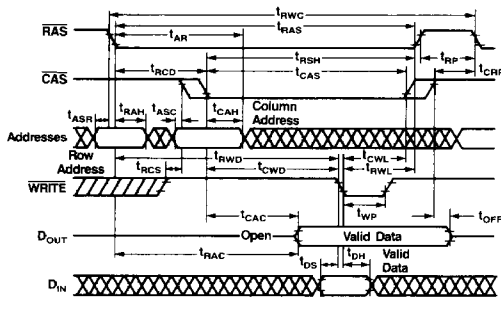 tRWC
RAS
tAR
tRAS
tRSH
tRP
tRCD
tCAS
tCRP
CAS
tASR
tRAH
tASC
tCAH
Column
Address
Addresses
Row
Address
tRCS
tRWD
tCWD
tCWL
tRWL
WRITE
tWP
tCAC
tOFF
DOUT
Open
Valid Data
tRAC
tDS
tDH
Valid
Data
DIN